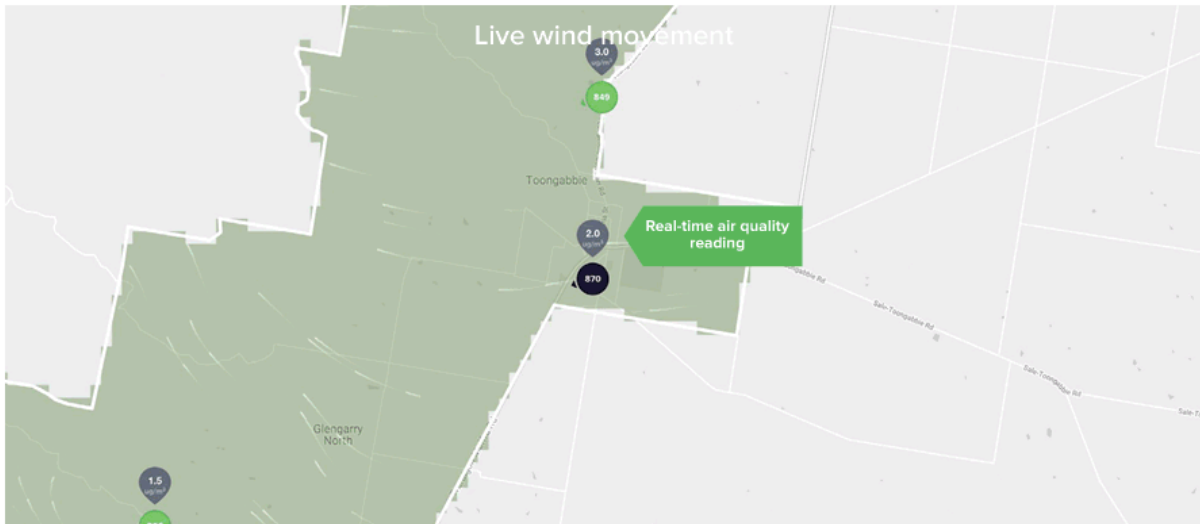 Live wind movement
3.0
ug/m³
849
Toongabbie
Rd
2.0
ug/m³
Real-time air quality
reading
870
Toongabbie Rd
Sale-Toongabbie Rd
Sale-Toongabbie Rd
Sale-T
Glengarry
North
1.5
ug/m³